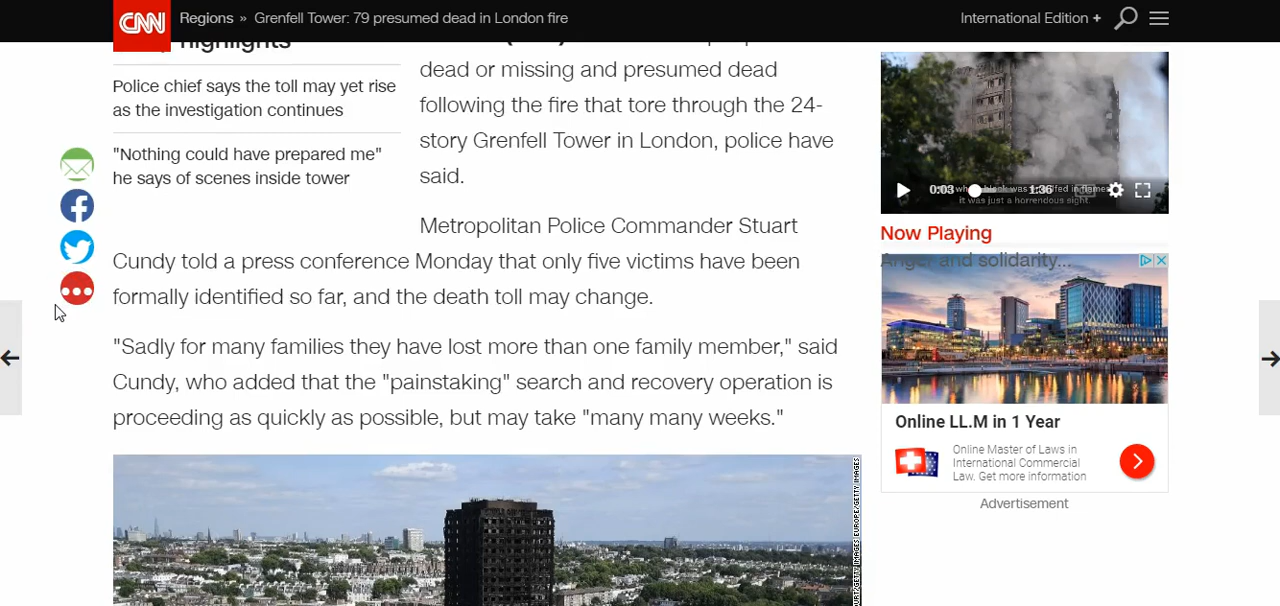 CNN
Regions » Grenfell Tower: 79 presumed dead in London fire
International Edition +
highlights
Police chief says the toll may yet rise
as the investigation continues
"Nothing could have prepared me"
he says of scenes inside tower
dead or missing and presumed dead
following the fire that tore through the 24-
story Grenfell Tower in London, police have
said.
Metropolitan Police Commander Stuart
Cundy told a press conference Monday that only five victims have been
formally identified so far, and the death toll may change.
"Sadly for many families they have lost more than one family member," said
Cundy, who added that the "painstaking" search and recovery operation is
proceeding as quickly as possible, but may take "many many weeks."
0:03 1:36
it was just a horrendous sight.
Now Playing
Anger and solidarity...
Online LL.M in 1 Year
Online Master of Laws in
International Commercial
Law. Get more information
Advertisement
GETTY IMAGES EUROPE/GETTY IMAGES